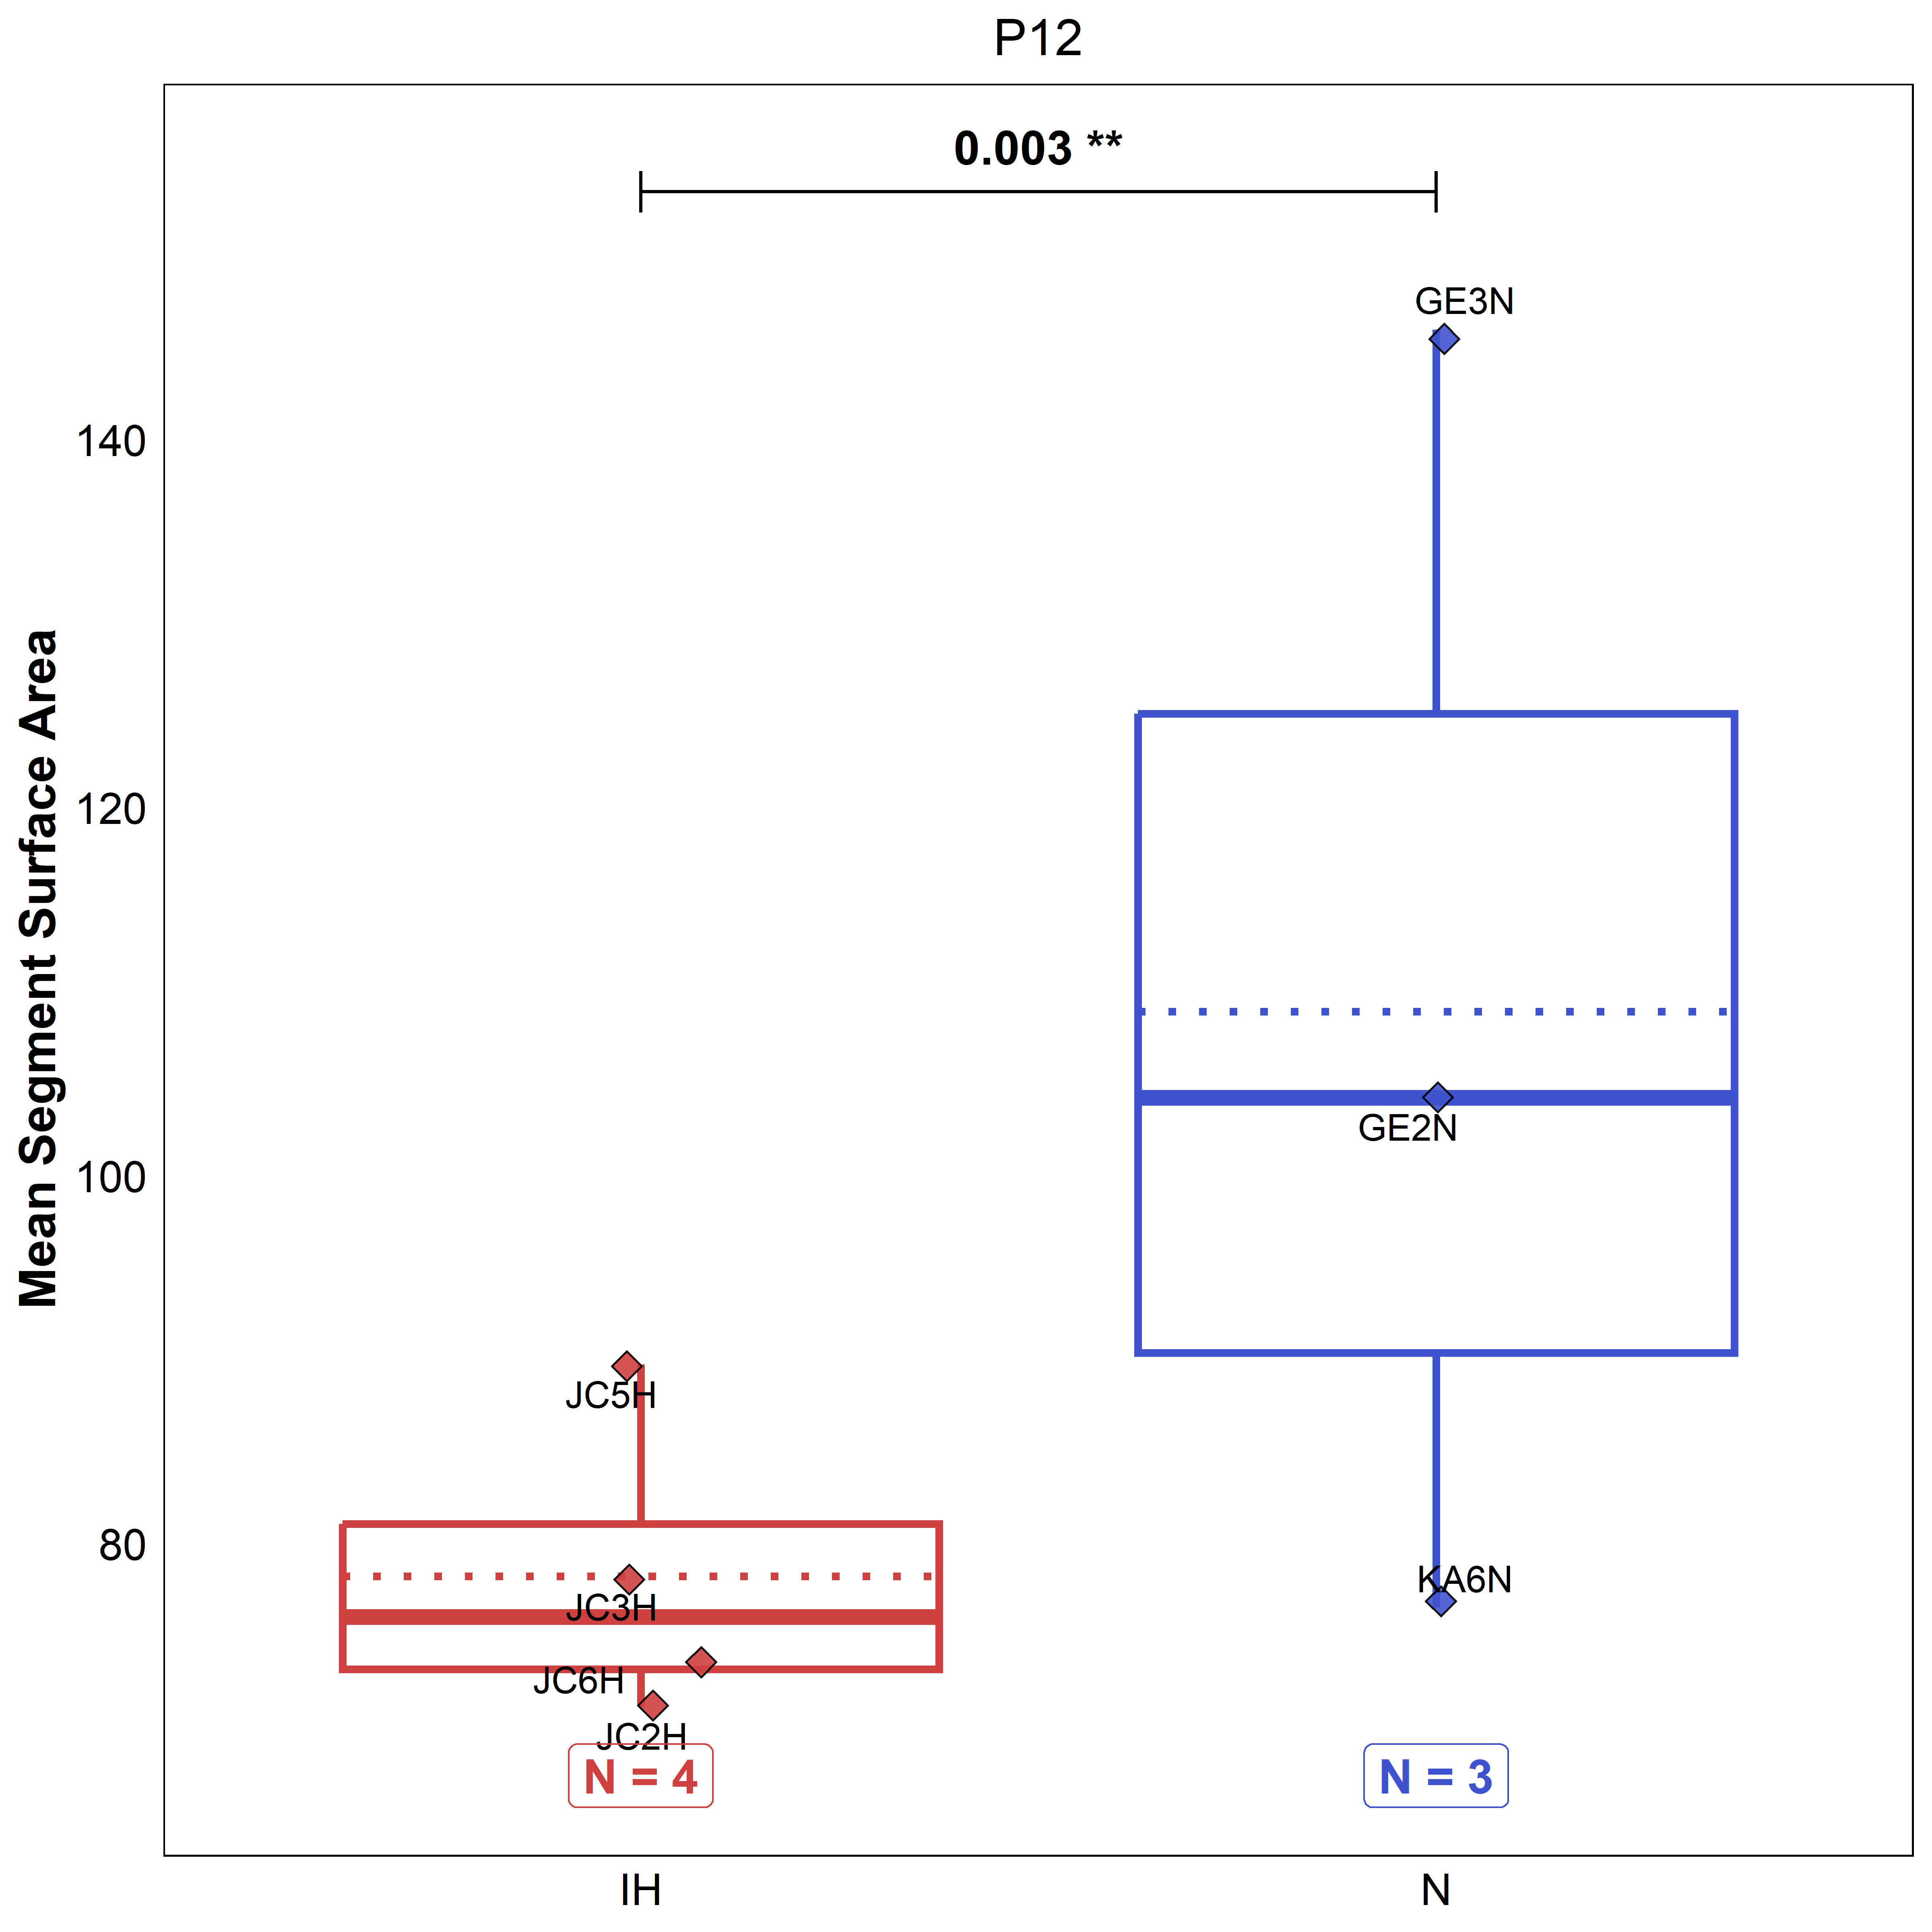 P12
0.003 **
GE3N
140
120
Mean Segment Surface Area
GE2N
100
JC5H
80
KA6N
JC3H
JC6H
JC2H
N = 4
N = 3
IH
N